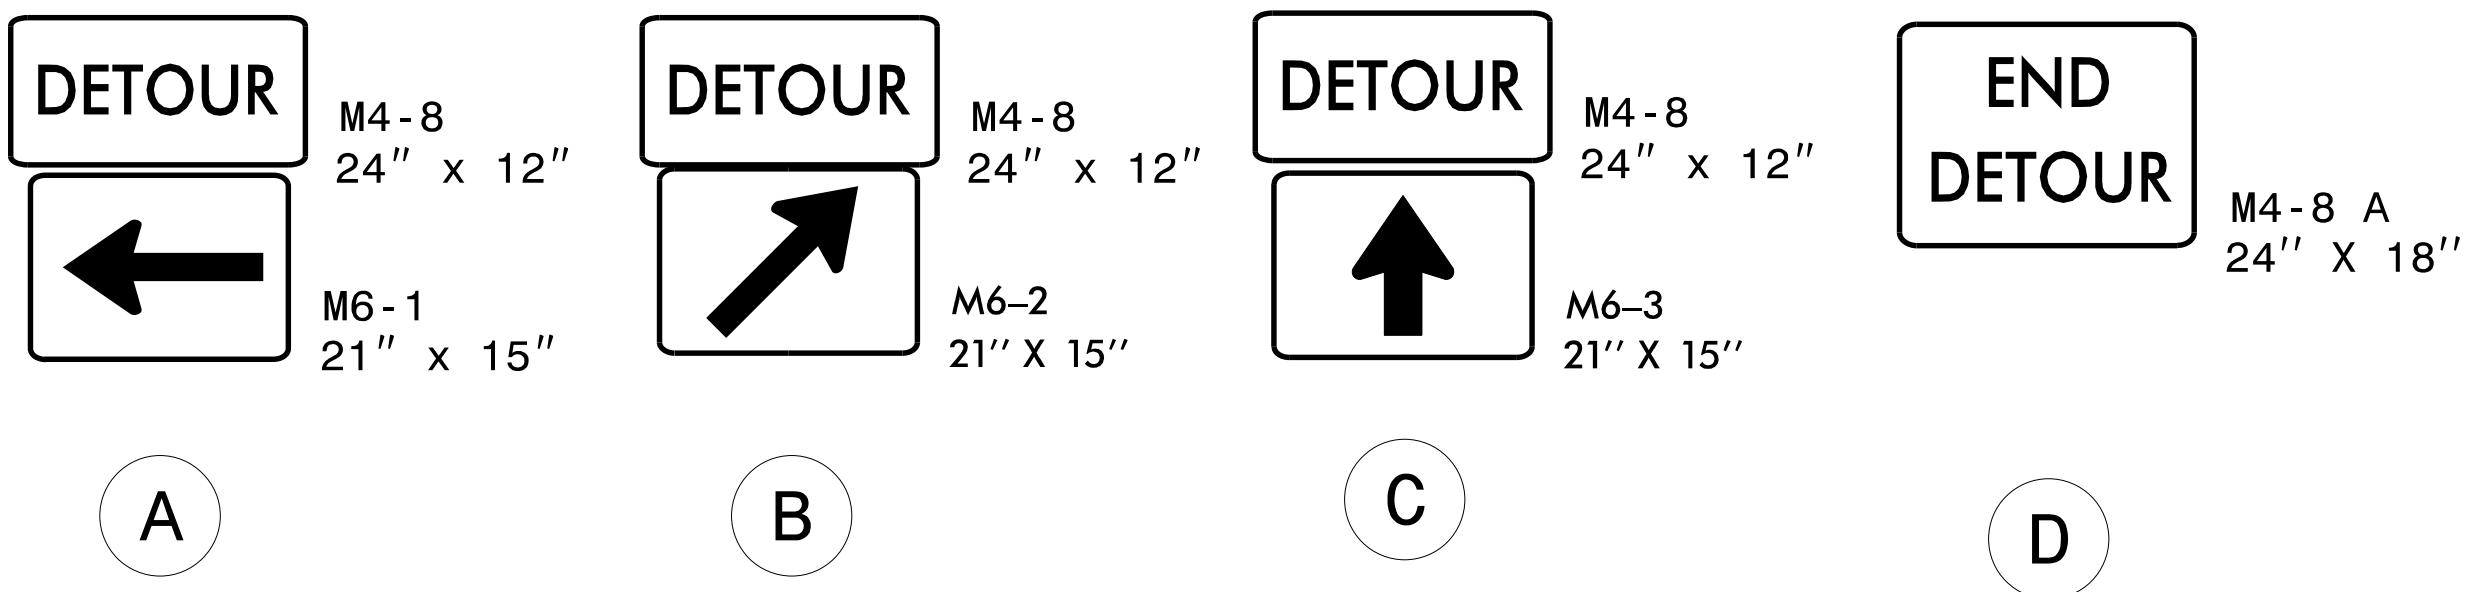 DETOUR
M4-8
24" x 12"
M6-1
21" x 15"
A
DETOUR
M4-8
24" x 12"
M6-2
21'' X 15''
B
DETOUR
M4-8
24" x 12"
M6-3
21'' X 15''
C
END
DETOUR
M4-8 A
24'' X 18''
D